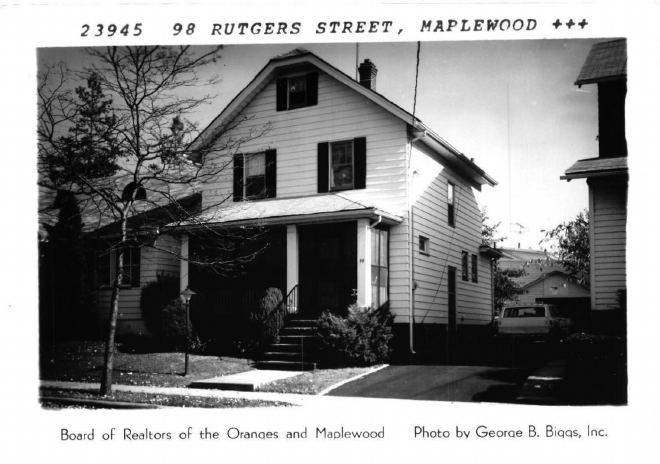 23945 98 RUTGERS STREET, MAPLEWOOD +++
Board of Realtors of the Oranges and Maplewood Photo by George B. Biggs, Inc.